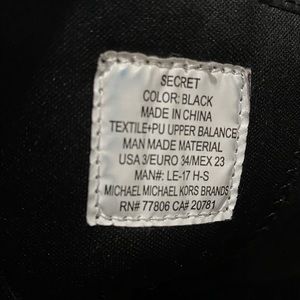 SECRET
COLOR: BLACK
MADE IN CHINA
TEXTILE+PU UPPER BALANCE
MAN MADE MATERIAL
USA 3/EURO 34/MEX 23
MAN#: LE-17 H-S
MICHAEL MICHAEL KORS BRANDS
RN# 77806 CA# 20781